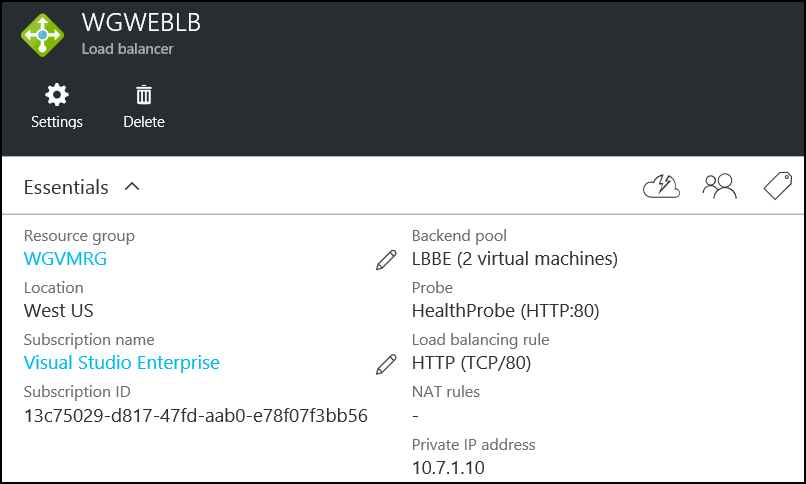 WGWEBLB
Load balancer
Settings
Delete
Essentials
Resource group
WGVMRG
Location
West US
Subscription name
Visual Studio Enterprise
Subscription ID
13c75029-d817-47fd-aab0-e78f07f3bb56
Backend pool
LBBE (2 virtual machines)
Probe
HealthProbe (HTTP:80)
Load balancing rule
HTTP (TCP/80)
NAT rules
-
Private IP address
10.7.1.10